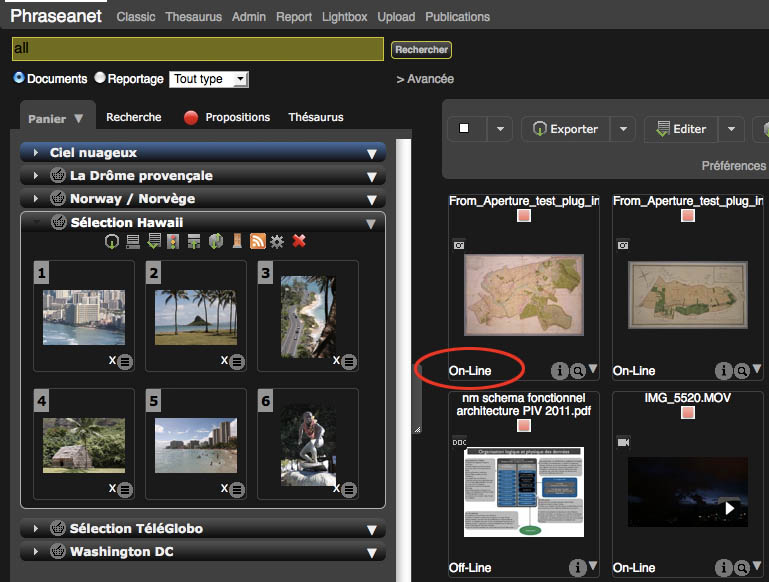 Phraseanet Classic Thesaurus Admin Report Lightbox Upload Publications
all Rechercher
Documents Reportage Tout type > Avancée
Panier Recherche Propositions Thésaurus
Ciel nuageux
La Drôme provençale
Norway / Norvège
Sélection Hawaii
1 2 3
X X X
4 5 6
X X X
Sélection TéléGlobo
Washington DC
Exporter Editer
Préférences
From_Aperture_test_plug_in From_Aperture_test_plug_in
On-Line On-Line
nm schema fonctionnel
architecture PIV 2011.pdf
IMG_5520.MOV
DOC
Organisation logique et physique des données
Off-Line On-Line